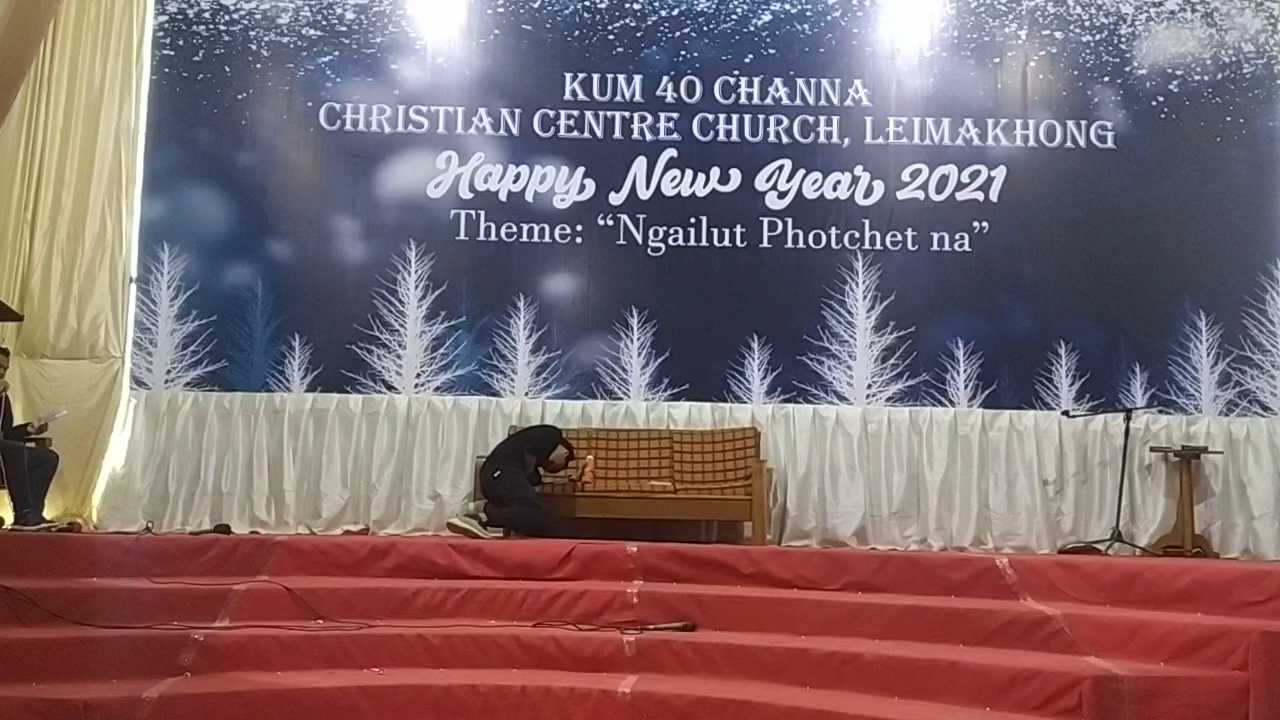 KUM 40 CHANNA
CHRISTIAN CENTRE CHURCH, LEIMAKHONG
Happy New Year 2021
Theme: “Ngailut Photchet na”